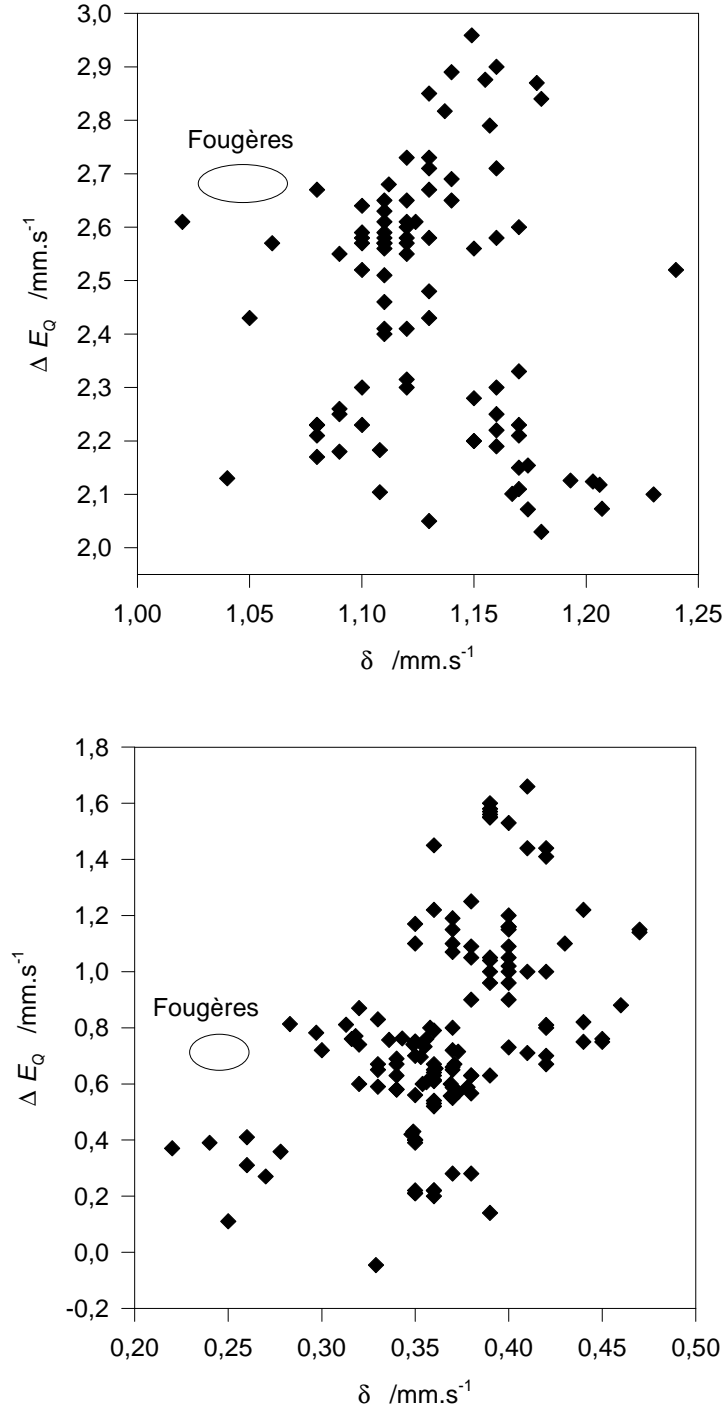 3,0
2,9
2,8
2,7
2,6
2,5
2,4
2,3
2,2
2,1
2,0
Δ E_Q /mm.s⁻¹
Fougères
1,00 1,05 1,10 1,15 1,20 1,25
δ /mm.s⁻¹
1,8
1,6
1,4
1,2
1,0
0,8
0,6
0,4
0,2
0,0
-0,2
Δ E_Q /mm.s⁻¹
Fougères
0,20 0,25 0,30 0,35 0,40 0,45 0,50
δ /mm.s⁻¹